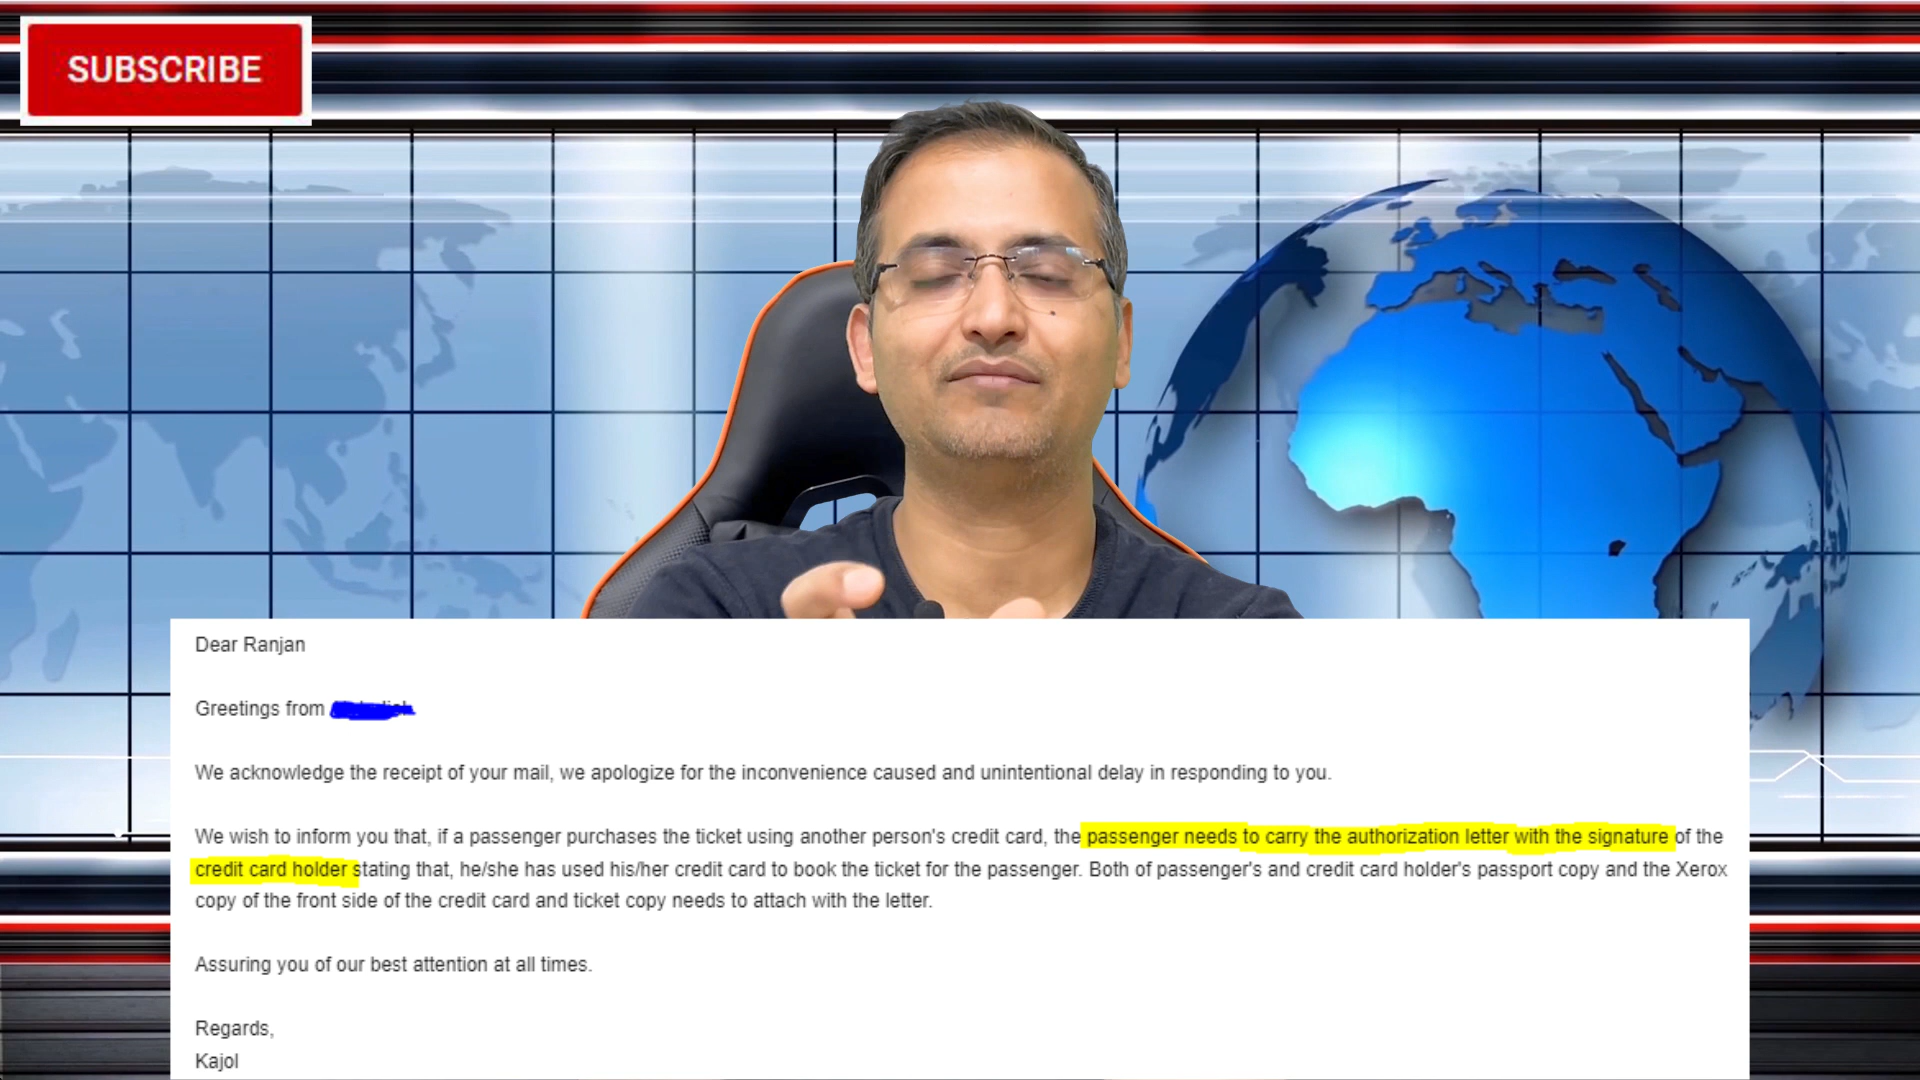 SUBSCRIBE
Dear Ranjan
Greetings from
We acknowledge the receipt of your mail, we apologize for the inconvenience caused and unintentional delay in responding to you.
We wish to inform you that, if a passenger purchases the ticket using another person's credit card, the passenger needs to carry the authorization letter with the signature of the
credit card holder stating that, he/she has used his/her credit card to book the ticket for the passenger. Both of passenger's and credit card holder's passport copy and the Xerox
copy of the front side of the credit card and ticket copy needs to attach with the letter.
Assuring you of our best attention at all times.
Regards,
Kajol